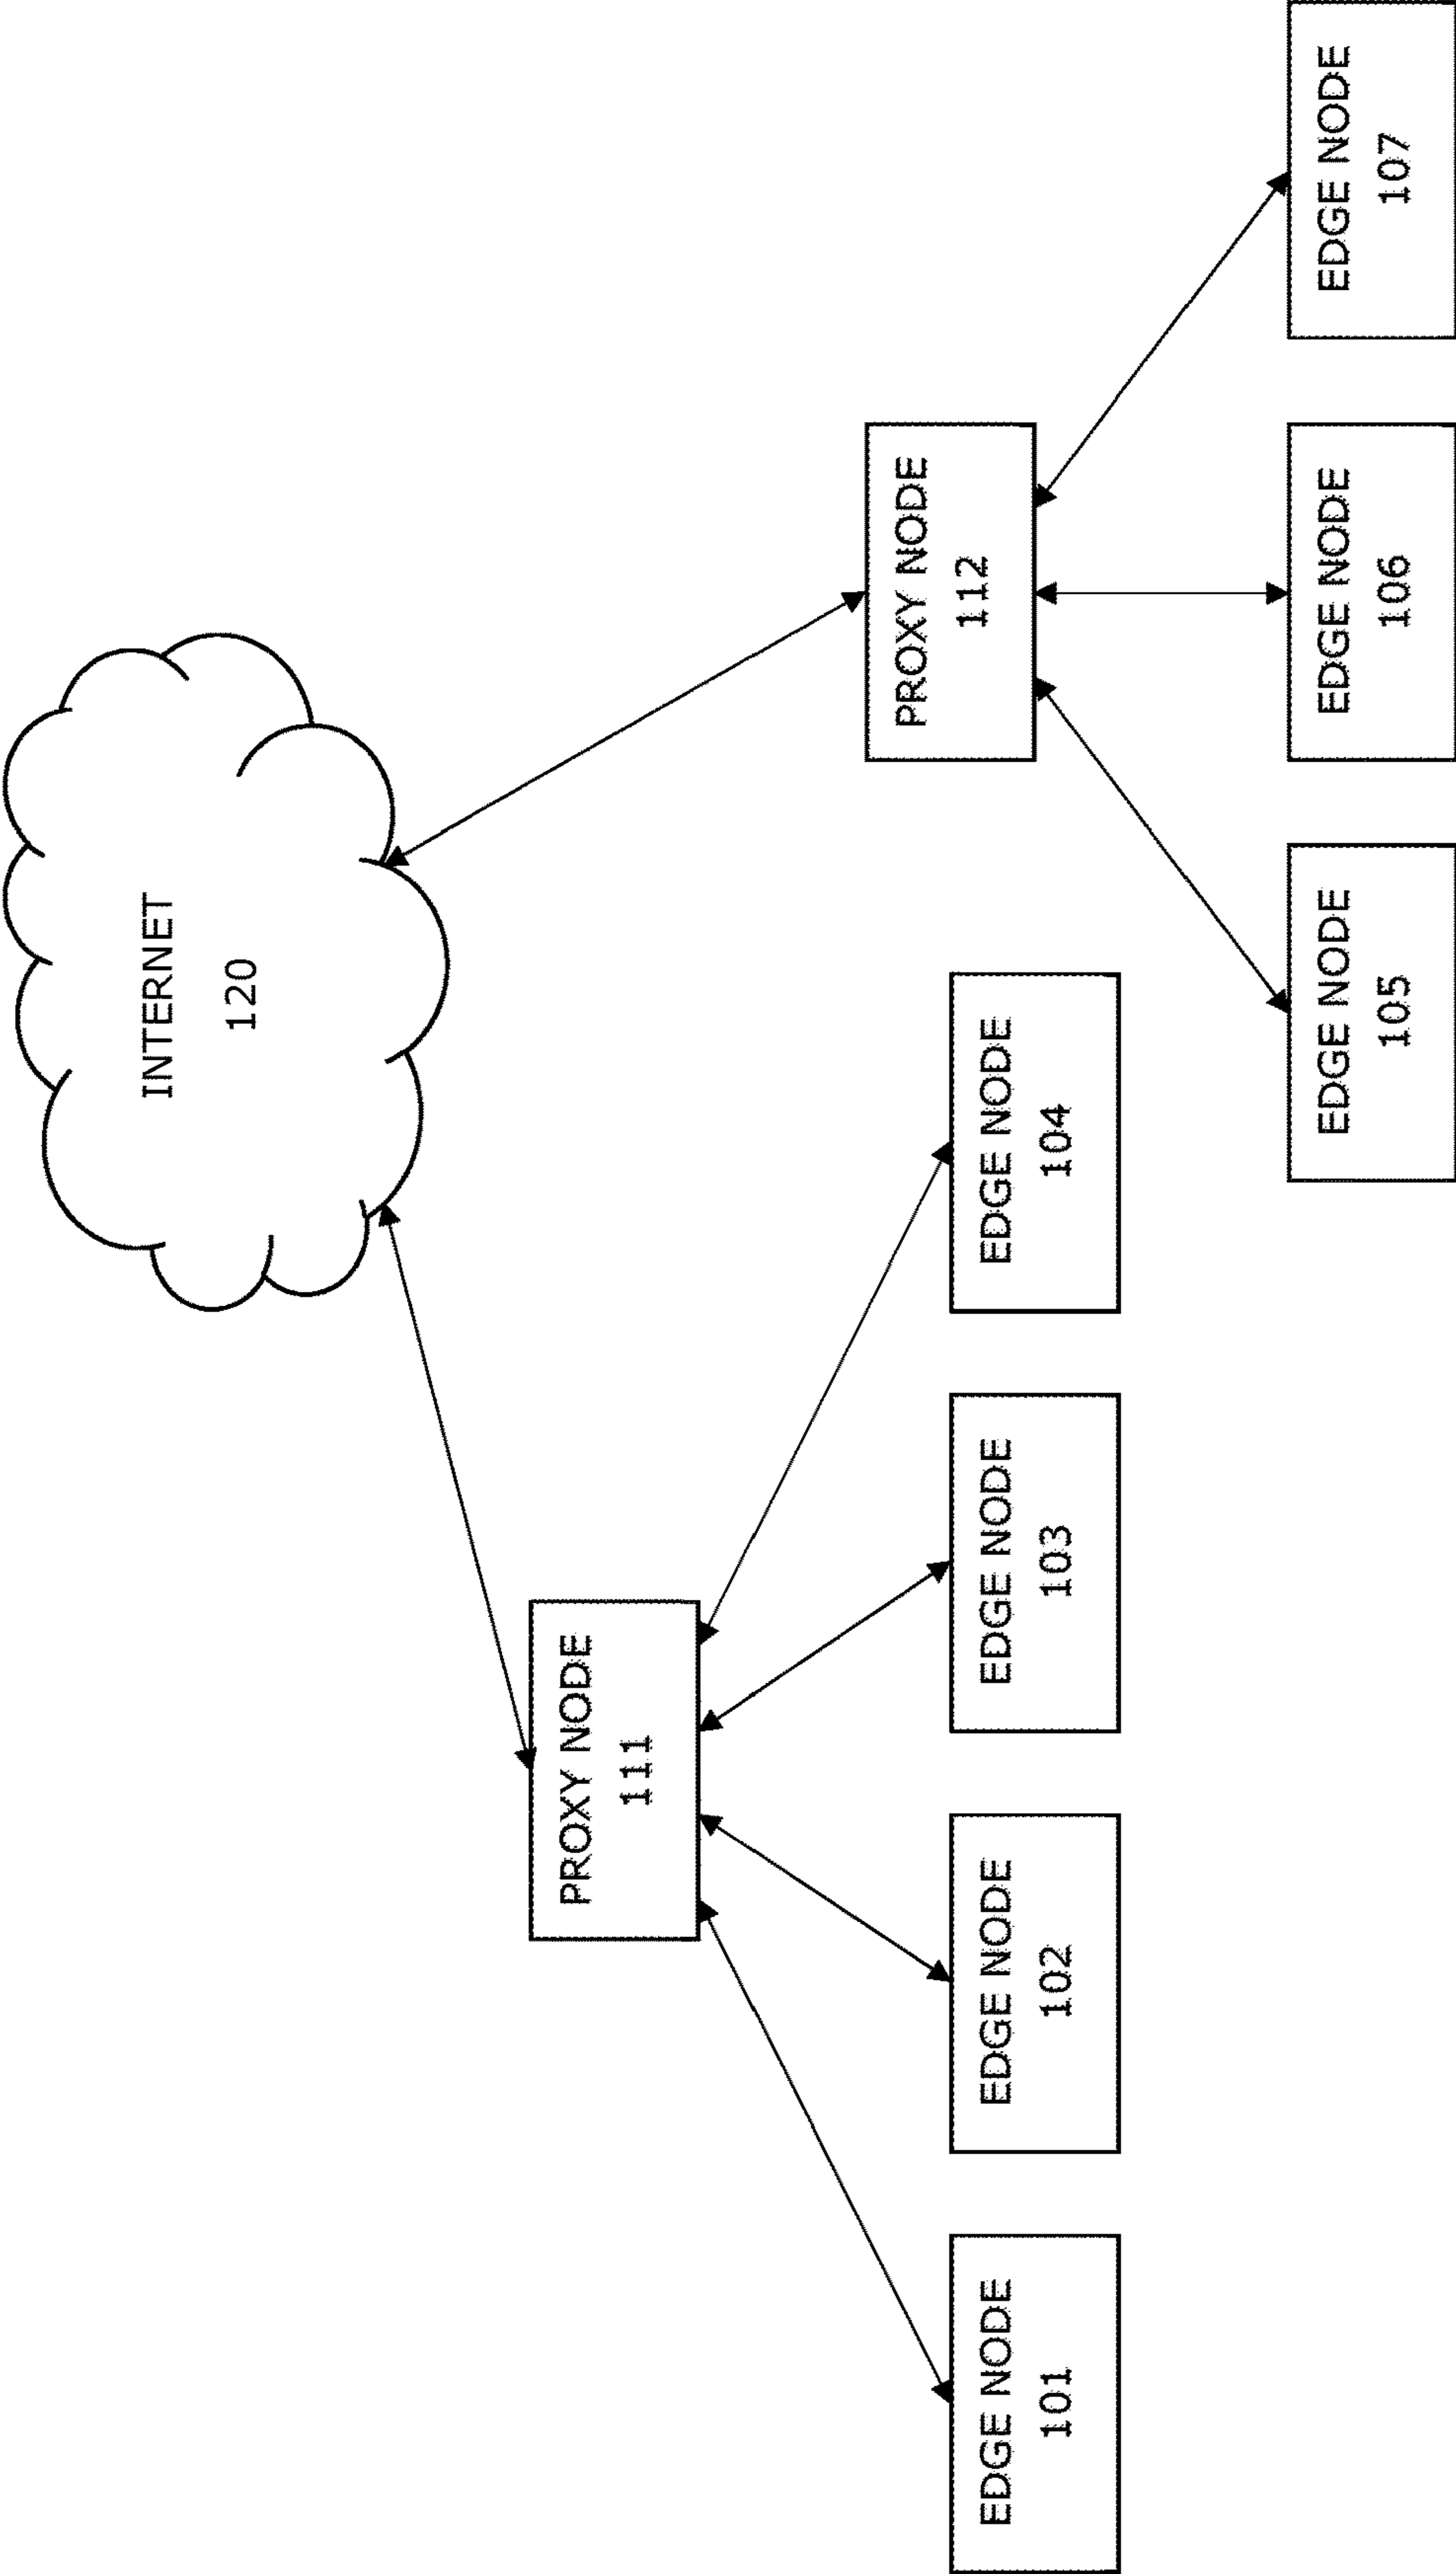 INTERNET
120
PROXY NODE
111
PROXY NODE
112
EDGE NODE
101
EDGE NODE
102
EDGE NODE
103
EDGE NODE
104
EDGE NODE
105
EDGE NODE
106
EDGE NODE
107